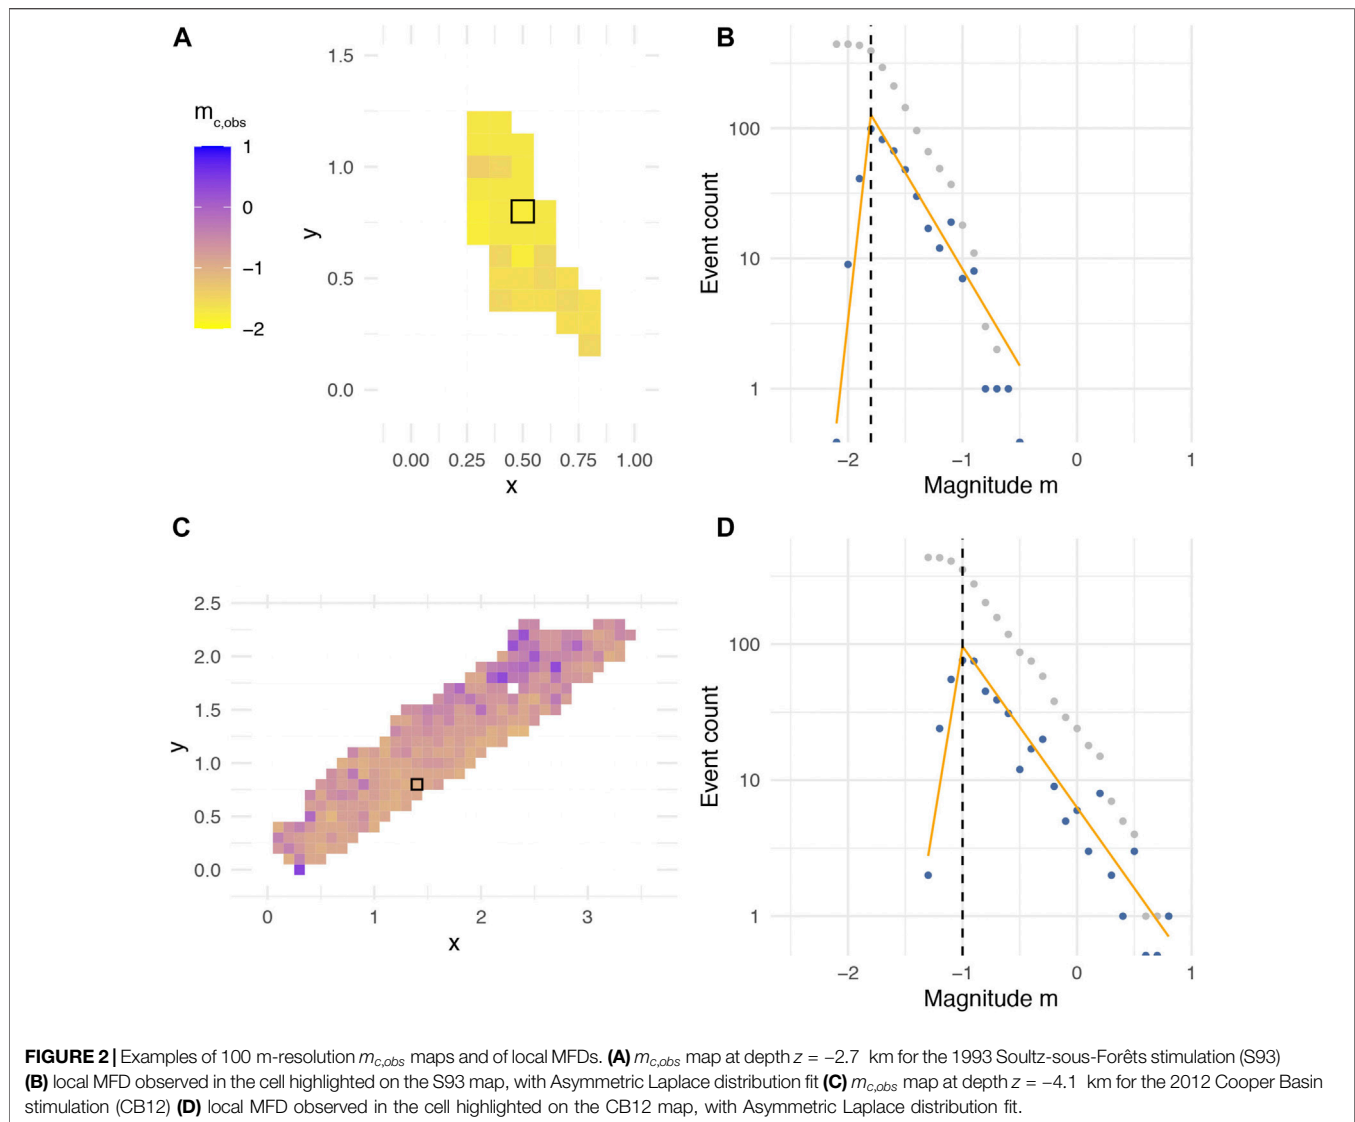 A
B
m c,obs
1
0
−1
−2
1.5
1.0
0.5
0.0
y
0.00 0.25 0.50 0.75 1.00
x
Event count
100
10
1
−2 −1 0 1
Magnitude m
C
D
2.5
2.0
1.5
1.0
0.5
0.0
y
0 1 2 3
x
Event count
100
10
1
−2 −1 0 1
Magnitude m
FIGURE 2 | Examples of 100 m-resolution mc,obs maps and of local MFDs. (A) mc,obs map at depth z = −2.7 km for the 1993 Soultz-sous-Forêts stimulation (S93)
(B) local MFD observed in the cell highlighted on the S93 map, with Asymmetric Laplace distribution fit (C) mc,obs map at depth z = −4.1 km for the 2012 Cooper Basin
stimulation (CB12) (D) local MFD observed in the cell highlighted on the CB12 map, with Asymmetric Laplace distribution fit.